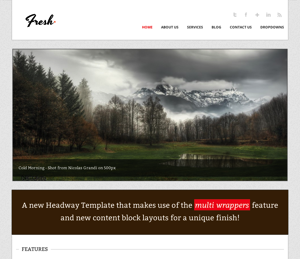 Fresh
HOME ABOUT US SERVICES BLOG CONTACT US DROPDOWNS
Cold Morning - Shot from Nicolas Grandi on 500px
A new Headway Template that makes use of the multi wrappers feature
and new content block layouts for a unique finish!
FEATURES